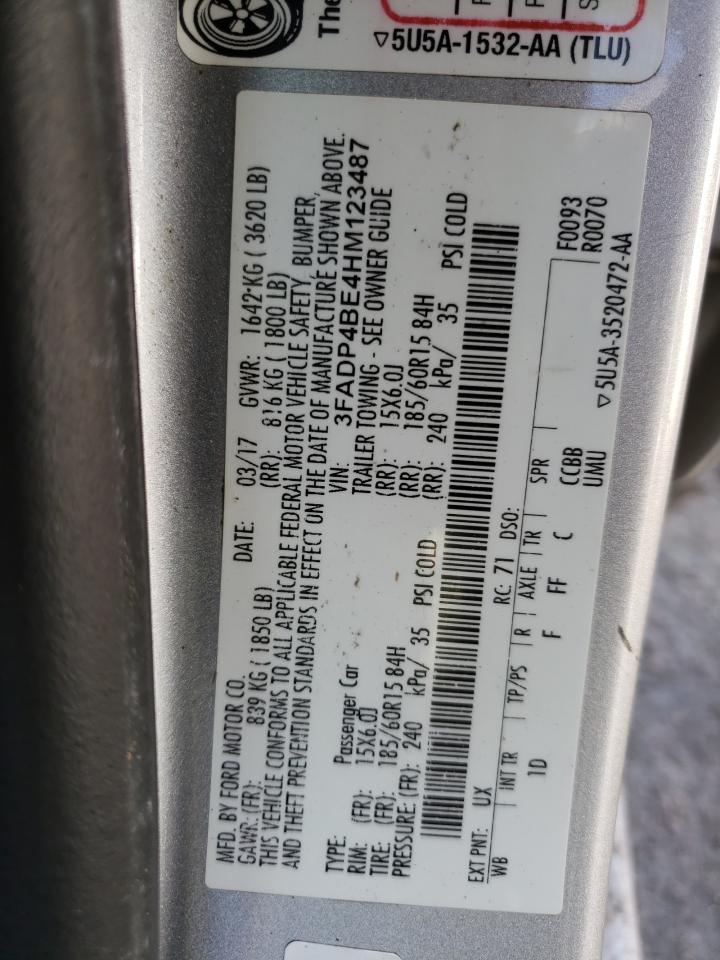 The
▽5U5A-1532-AA (TLU)
MFD. BY FORD MOTOR CO.
DATE: 03/17 GVWR: 1642 KG ( 3620 LB)
GAWR: (FR): 839 KG ( 1850 LB) (RR): 816 KG ( 1800 LB)
THIS VEHICLE CONFORMS TO ALL APPLICABLE FEDERAL MOTOR VEHICLE SAFETY, BUMPER,
AND THEFT PREVENTION STANDARDS IN EFFECT ON THE DATE OF MANUFACTURE SHOWN ABOVE.
VIN: 3FADP4BE4HM123487
TYPE: Passenger Car TRAILER TOWING - SEE OWNER GUIDE
RIM: (FR): 15X6.0J (RR): 15X6.0J
TIRE: (FR): 185/60R15 84H (RR): 185/60R15 84H
PRESSURE: (FR): 240 kPa/ 35 PSI COLD (RR): 240 kPa/ 35 PSI COLD
EXT PNT: UX RC: 71 DSO: F0093
WB INT TR TP/PS R AXLE TR SPR R0070
1D F FF C CCBB
UMU
▽5U5A-3520472-AA